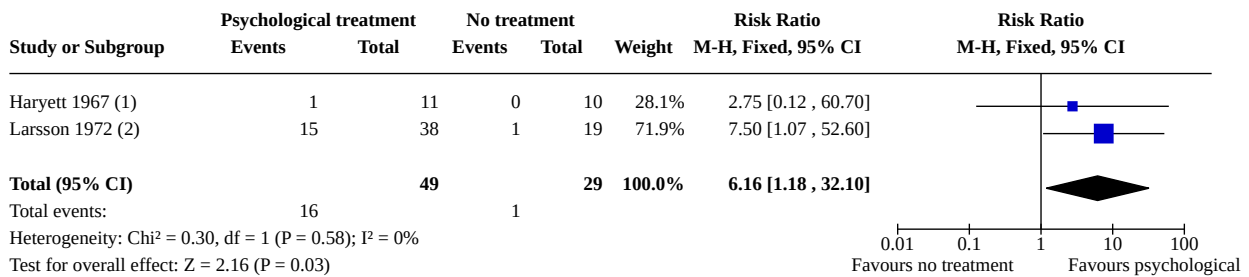 Psychological treatment No treatment Risk Ratio Risk Ratio
Study or Subgroup Events Total Events Total Weight M-H, Fixed, 95% CI M-H, Fixed, 95% CI
Haryett 1967 (1) 1 11 0 10 28.1% 2.75 [0.12 , 60.70]
Larsson 1972 (2) 15 38 1 19 71.9% 7.50 [1.07 , 52.60]
Total (95% CI) 49 29 100.0% 6.16 [1.18 , 32.10]
Total events: 16 1
Heterogeneity: Chi² = 0.30, df = 1 (P = 0.58); I² = 0%
0.01 0.1 1 10 100
Test for overall effect: Z = 2.16 (P = 0.03) Favours no treatment Favours psychological